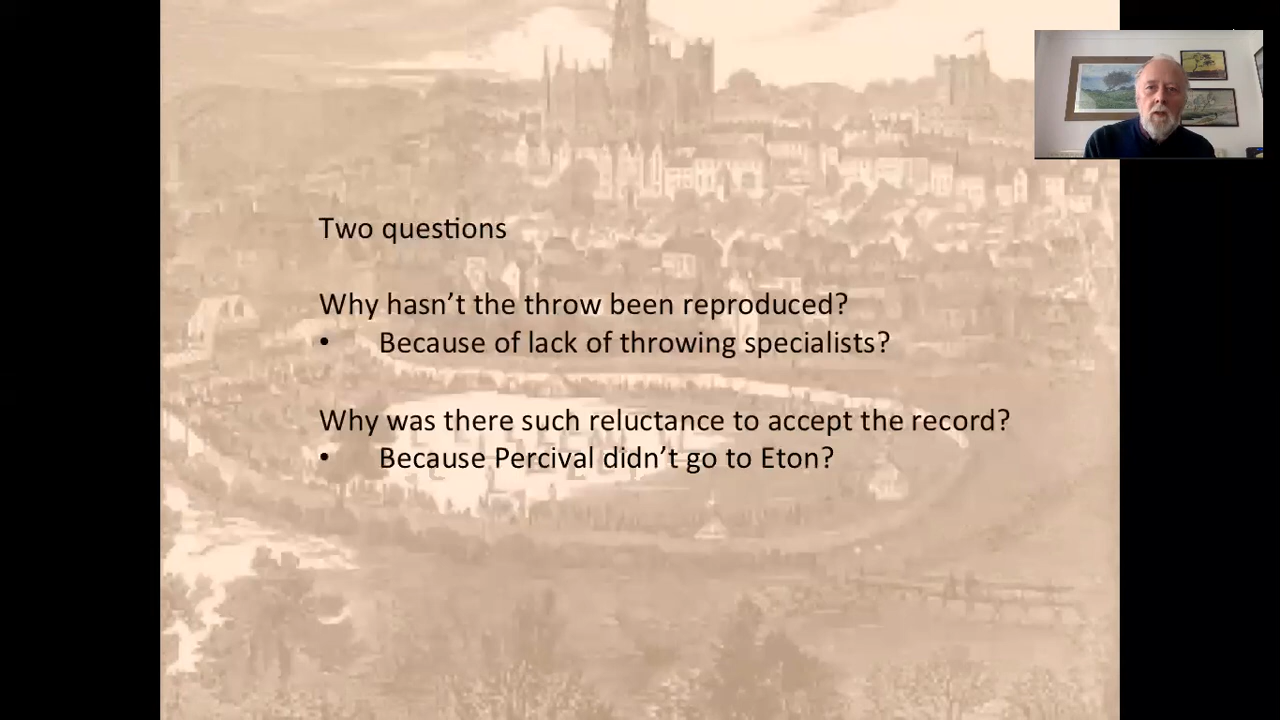 Two questions
Why hasn't the throw been reproduced?
• Because of lack of throwing specialists?
Why was there such reluctance to accept the record?
• Because Percival didn't go to Eton?